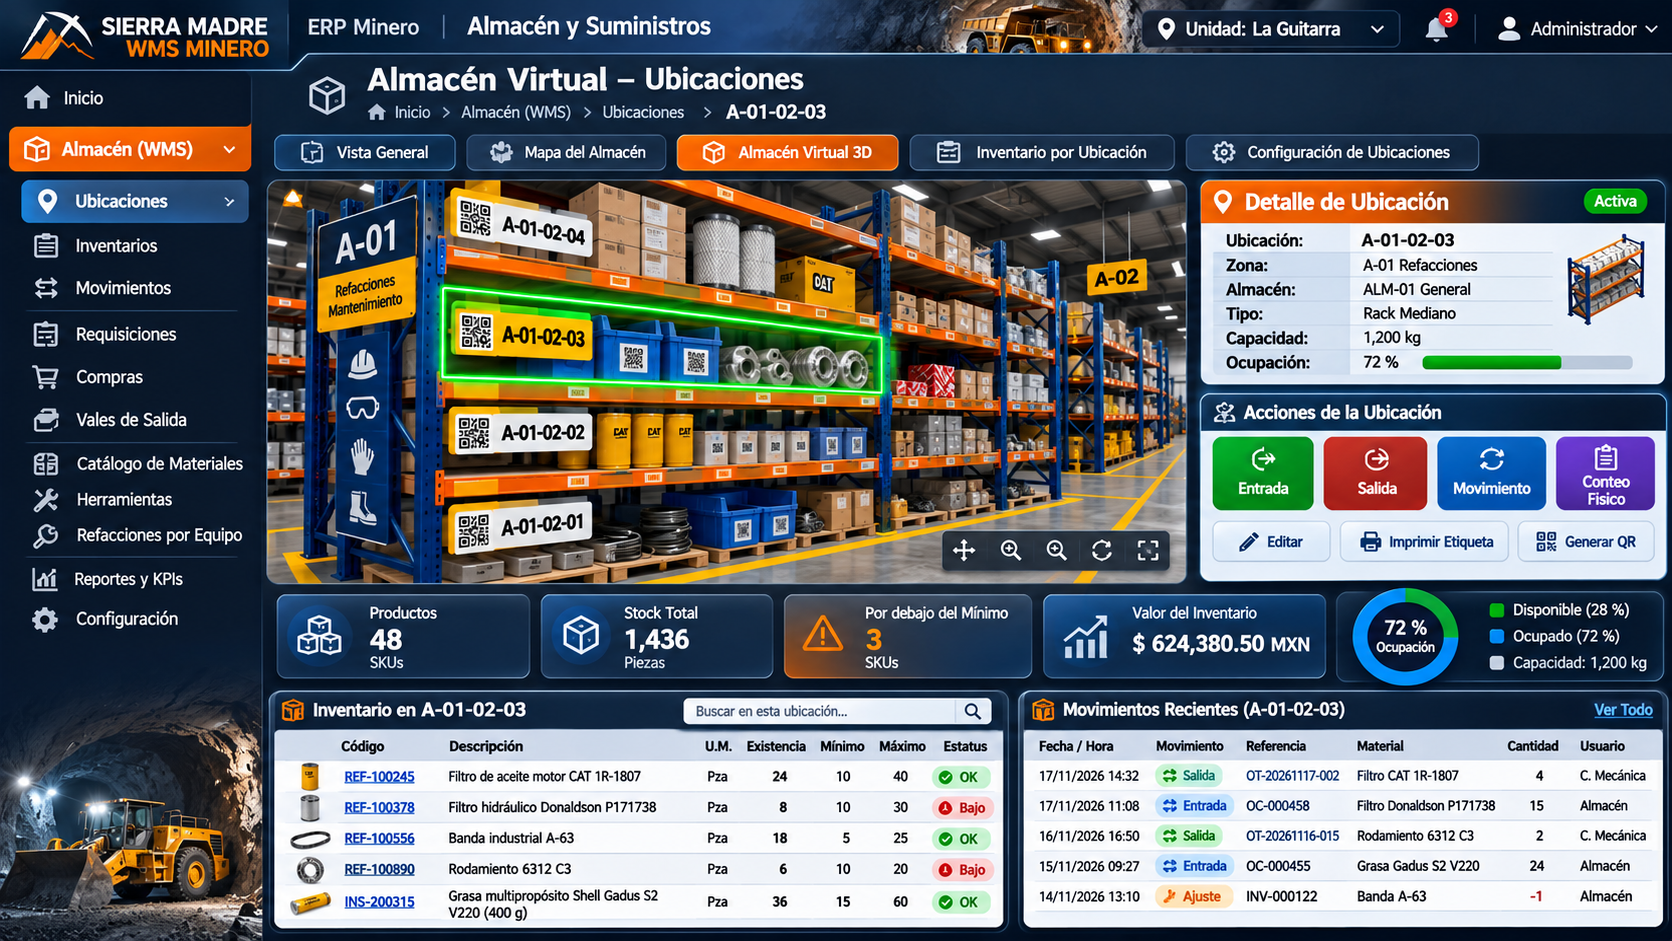 SIERRA MADRE
WMS MINERO
ERP Minero
Almacén y Suministros
Unidad: La Guitarra
3
Administrador
Inicio
Almacén (WMS)
Ubicaciones
Inventarios
Movimientos
Requisiciones
Compras
Vales de Salida
Catálogo de Materiales
Herramientas
Refacciones por Equipo
Reportes y KPIs
Configuración
Almacén Virtual – Ubicaciones
Inicio > Almacén (WMS) > Ubicaciones > A-01-02-03
Vista General
Mapa del Almacén
Almacén Virtual 3D
Inventario por Ubicación
Configuración de Ubicaciones
A-01
Refacciones
Mantenimiento
A-01-02-04
A-01-02-03
A-01-02-02
A-01-02-01
CAT
CAT
CAT
A-02
Detalle de Ubicación
Activa
Ubicación: A-01-02-03
Zona: A-01 Refacciones
Almacén: ALM-01 General
Tipo: Rack Mediano
Capacidad: 1,200 kg
Ocupación: 72 %
Acciones de la Ubicación
Entrada
Salida
Movimiento
Conteo
Fisico
Editar
Imprimir Etiqueta
Generar QR
Productos
48
SKUs
Stock Total
1,436
Piezas
Por debajo del Mínimo
3
SKUs
Valor del Inventario
$ 624,380.50 MXN
72 %
Ocupación
Disponible (28 %)
Ocupado (72 %)
Capacidad: 1,200 kg
Inventario en A-01-02-03
Buscar en esta ubicación...
Código Descripción U.M. Existencia Mínimo Máximo Estatus
REF-100245 Filtro de aceite motor CAT 1R-1807 Pza 24 10 40 OK
REF-100378 Filtro hidráulico Donaldson P171738 Pza 8 10 30 Bajo
REF-100556 Banda industrial A-63 Pza 18 5 25 OK
REF-100890 Rodamiento 6312 C3 Pza 6 10 20 Bajo
INS-200315 Grasa multipropósito Shell Gadus S2
V220 (400 g) Pza 36 15 60 OK
Movimientos Recientes (A-01-02-03)
Ver Todo
Fecha / Hora Movimiento Referencia Material Cantidad Usuario
17/11/2026 14:32 Salida OT-20261117-002 Filtro CAT 1R-1807 4 C. Mecánica
17/11/2026 11:08 Entrada OC-000458 Filtro Donaldson P171738 15 Almacén
16/11/2026 16:50 Salida OT-20261116-015 Rodamiento 6312 C3 2 C. Mecánica
15/11/2026 09:27 Entrada OC-000455 Grasa Gadus S2 V220 24 Almacén
14/11/2026 13:10 Ajuste INV-000122 Banda A-63 -1 Almacén